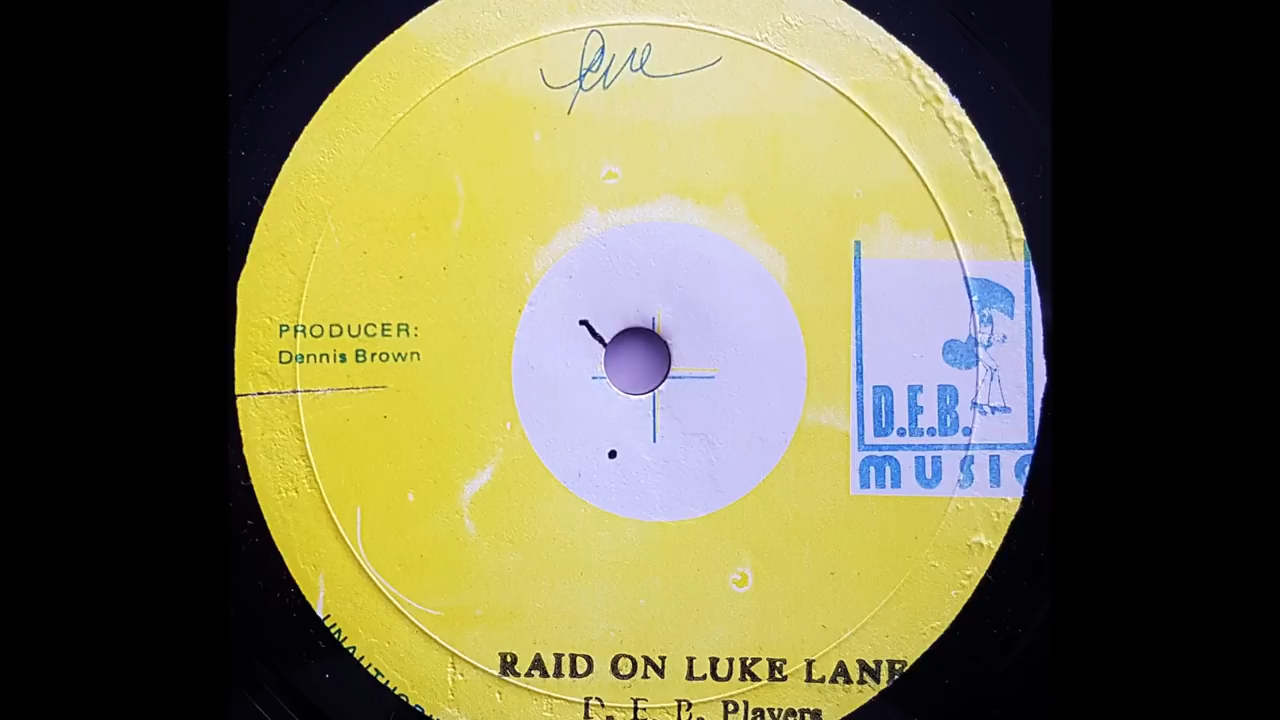 PRODUCER:
Dennis Brown
D.E.B.
MUSIC
RAID ON LUKE LANE
D. E. B. Players